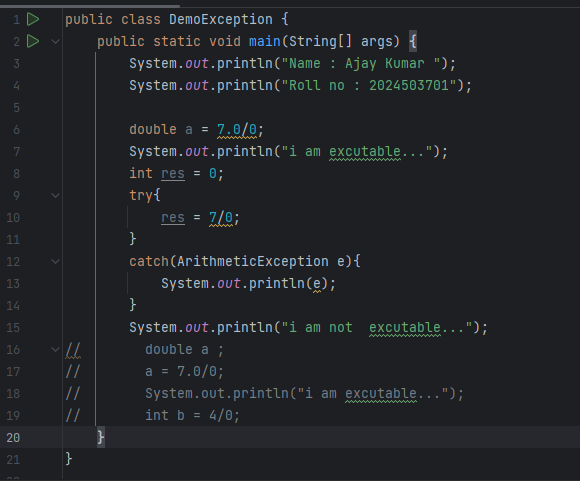 1 public class DemoException {
2 public static void main(String[] args) {
3 System.out.println("Name : Ajay Kumar ");
4 System.out.println("Roll no : 2024503701");
5
6 double a = 7.0/0;
7 System.out.println("i am excutable...");
8 int res = 0;
9 try{
10 res = 7/0;
11 }
12 catch(ArithmeticException e){
13 System.out.println(e);
14 }
15 System.out.println("i am not  excutable...");
16 // double a ;
17 // a = 7.0/0;
18 // System.out.println("i am excutable...");
19 // int b = 4/0;
20 }
21 }